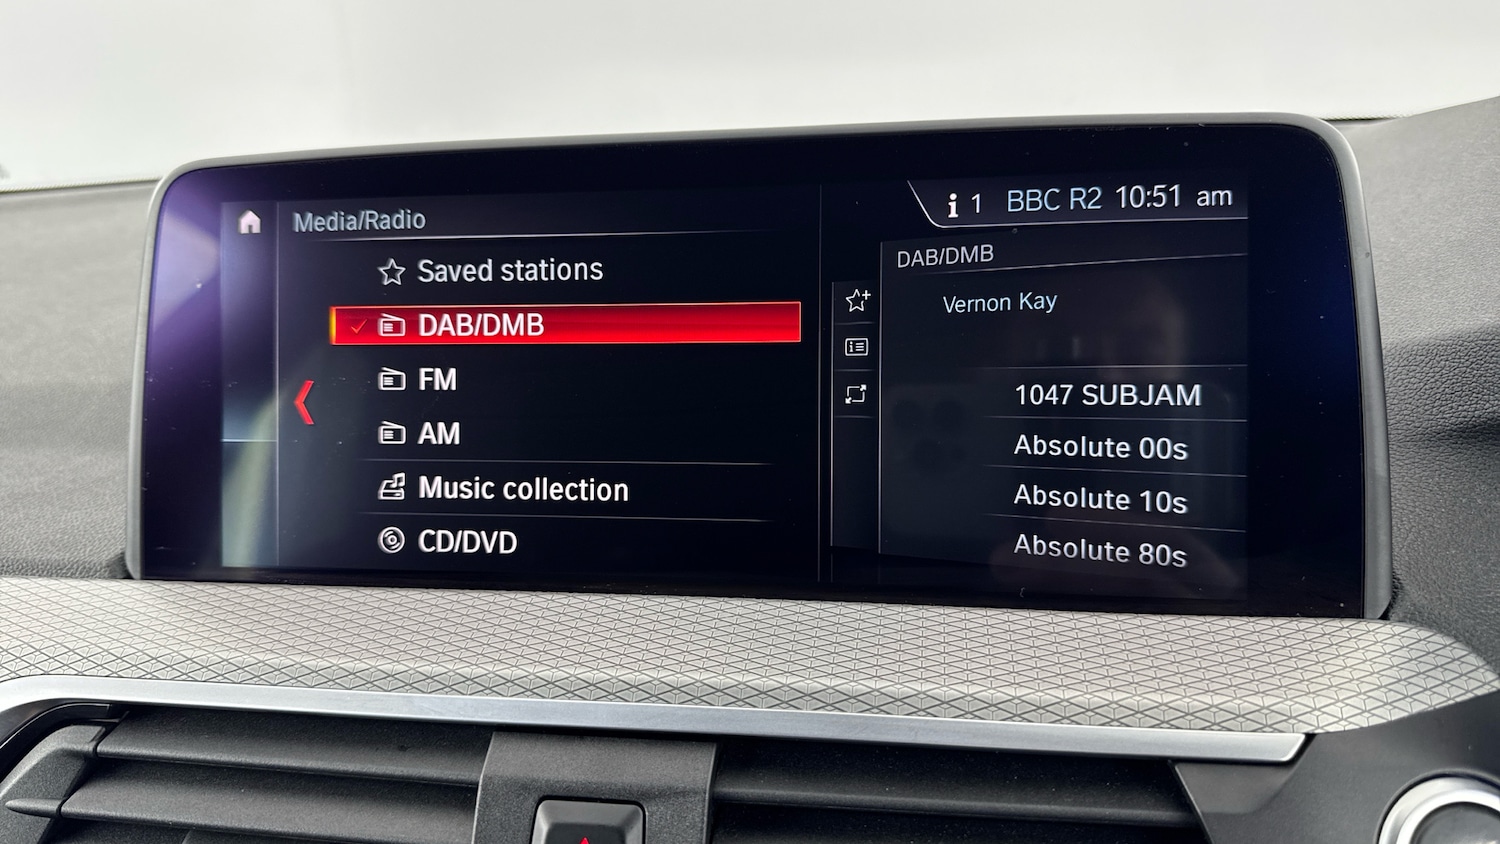 Media/Radio
Saved stations
DAB/DMB
FM
AM
Music collection
CD/DVD
i 1 BBC R2 10:51 am
DAB/DMB
Vernon Kay
1047 SUBJAM
Absolute 00s
Absolute 10s
Absolute 80s